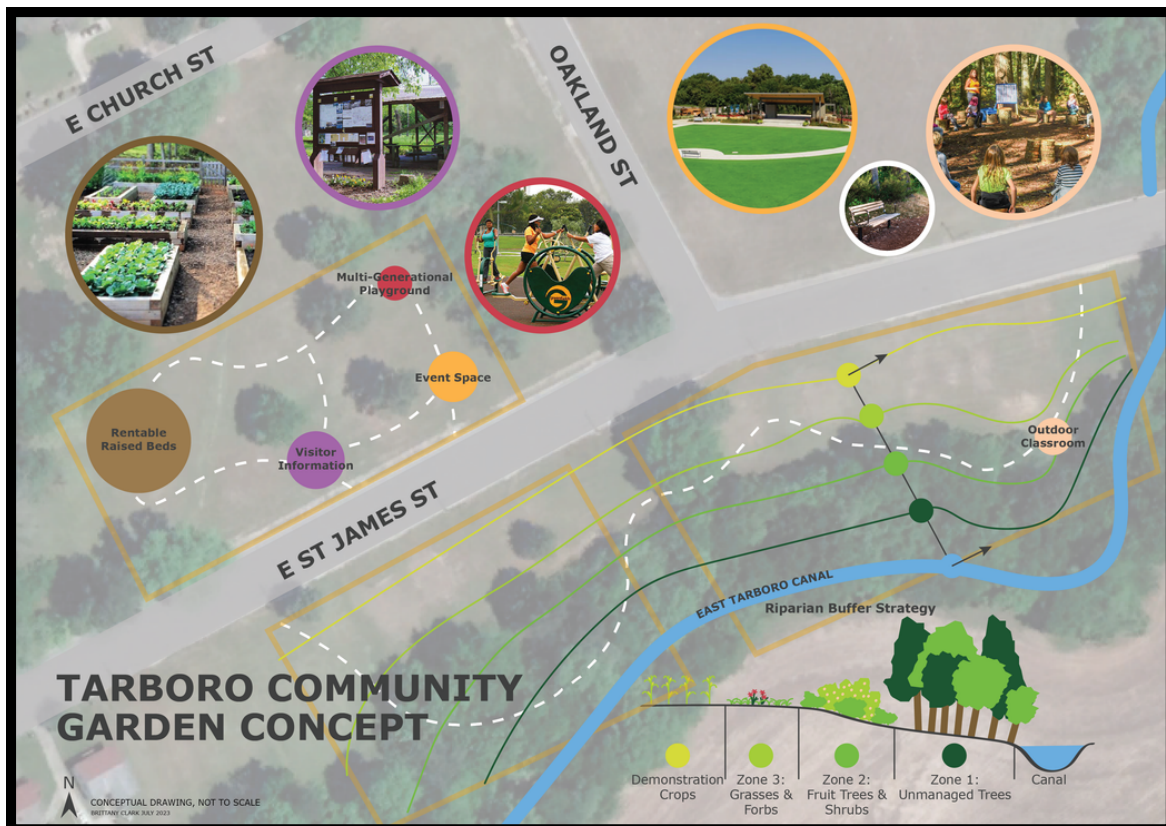 E CHURCH ST
OAKLAND ST
Multi-Generational
Playground
Event Space
Rentable
Raised Beds
Visitor
Information
Outdoor
Classroom
E ST JAMES ST
EAST TARBORO CANAL
Riparian Buffer Strategy
TARBORO COMMUNITY
GARDEN CONCEPT
Demonstration
Crops
Zone 3:
Grasses &
Forbs
Zone 2:
Fruit Trees &
Shrubs
Zone 1:
Unmanaged Trees
Canal
N
CONCEPTUAL DRAWING, NOT TO SCALE
BRITTANY CLARK JULY 2023
G